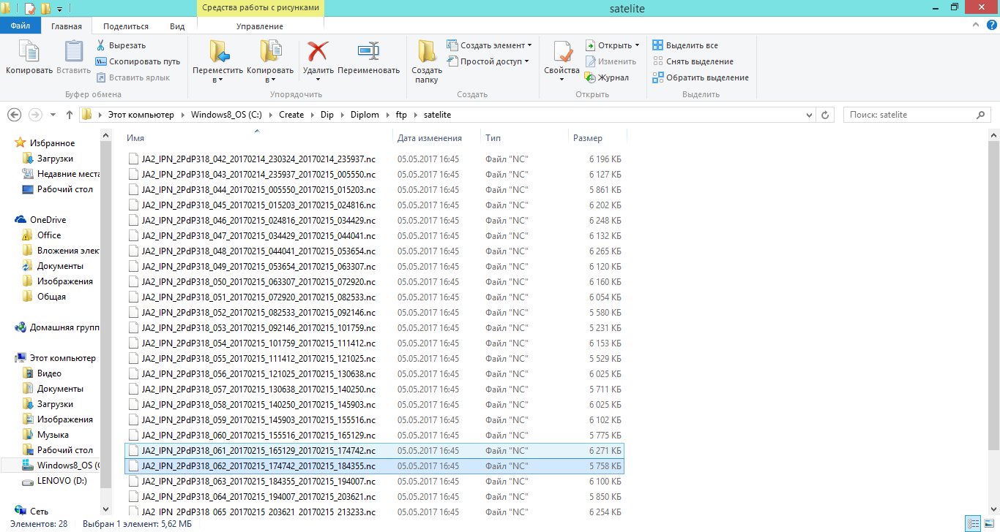 Средства работы с рисунками
satelite
Файл Главная Поделиться Вид Управление
Копировать Вставить Вырезать
Скопировать путь
Вставить ярлык
Буфер обмена
Переместить в Копировать в Удалить Переименовать
Упорядочить
Создать папку Создать элемент
Простой доступ
Создать
Свойства Открыть
Изменить
Журнал
Открыть
Выделить все
Снять выделение
Обратить выделение
Выделить
Этот компьютер Windows8_OS (C:) Create Dip Diplom ftp satelite
Поиск: satelite
Избранное
Загрузки
Недавние места
Рабочий стол
OneDrive
Office
Вложения элек
Документы
Изображения
Общая
Домашняя групп
Этот компьютер
Видео
Документы
Загрузки
Изображения
Музыка
Рабочий стол
Windows8_OS (C
LENOVO (D:)
Сеть
Имя Дата изменения Тип Размер
JA2_IPN_2PdP318_042_20170214_230324_20170214_235937.nc 05.05.2017 16:45 Файл "NC" 6 196 КБ
JA2_IPN_2PdP318_043_20170214_235937_20170215_005550.nc 05.05.2017 16:45 Файл "NC" 6 127 КБ
JA2_IPN_2PdP318_044_20170215_005550_20170215_015203.nc 05.05.2017 16:45 Файл "NC" 5 861 КБ
JA2_IPN_2PdP318_045_20170215_015203_20170215_024816.nc 05.05.2017 16:45 Файл "NC" 6 202 КБ
JA2_IPN_2PdP318_046_20170215_024816_20170215_034429.nc 05.05.2017 16:45 Файл "NC" 6 248 КБ
JA2_IPN_2PdP318_047_20170215_034429_20170215_044041.nc 05.05.2017 16:45 Файл "NC" 6 132 КБ
JA2_IPN_2PdP318_048_20170215_044041_20170215_053654.nc 05.05.2017 16:45 Файл "NC" 6 265 КБ
JA2_IPN_2PdP318_049_20170215_053654_20170215_063307.nc 05.05.2017 16:45 Файл "NC" 6 120 КБ
JA2_IPN_2PdP318_050_20170215_063307_20170215_072920.nc 05.05.2017 16:45 Файл "NC" 6 160 КБ
JA2_IPN_2PdP318_051_20170215_072920_20170215_082533.nc 05.05.2017 16:45 Файл "NC" 6 054 КБ
JA2_IPN_2PdP318_052_20170215_082533_20170215_092146.nc 05.05.2017 16:45 Файл "NC" 5 580 КБ
JA2_IPN_2PdP318_053_20170215_092146_20170215_101759.nc 05.05.2017 16:45 Файл "NC" 5 231 КБ
JA2_IPN_2PdP318_054_20170215_101759_20170215_111412.nc 05.05.2017 16:45 Файл "NC" 6 153 КБ
JA2_IPN_2PdP318_055_20170215_111412_20170215_121025.nc 05.05.2017 16:45 Файл "NC" 5 529 КБ
JA2_IPN_2PdP318_056_20170215_121025_20170215_130638.nc 05.05.2017 16:45 Файл "NC" 6 025 КБ
JA2_IPN_2PdP318_057_20170215_130638_20170215_140250.nc 05.05.2017 16:45 Файл "NC" 5 711 КБ
JA2_IPN_2PdP318_058_20170215_140250_20170215_145903.nc 05.05.2017 16:45 Файл "NC" 6 025 КБ
JA2_IPN_2PdP318_059_20170215_145903_20170215_155516.nc 05.05.2017 16:45 Файл "NC" 6 102 КБ
JA2_IPN_2PdP318_060_20170215_155516_20170215_165129.nc 05.05.2017 16:45 Файл "NC" 5 775 КБ
JA2_IPN_2PdP318_061_20170215_165129_20170215_174742.nc 05.05.2017 16:45 Файл "NC" 6 271 КБ
JA2_IPN_2PdP318_062_20170215_174742_20170215_184355.nc 05.05.2017 16:45 Файл "NC" 5 758 КБ
JA2_IPN_2PdP318_063_20170215_184355_20170215_194007.nc 05.05.2017 16:45 Файл "NC" 6 100 КБ
JA2_IPN_2PdP318_064_20170215_194007_20170215_203621.nc 05.05.2017 16:45 Файл "NC" 5 850 КБ
JA2_IPN_2PdP318_065_20170215_203621_20170215_213233.nc 05.05.2017 16:45 Файл "NC" 6 254 КБ
Элементов: 28 Выбран 1 элемент: 5,62 МБ